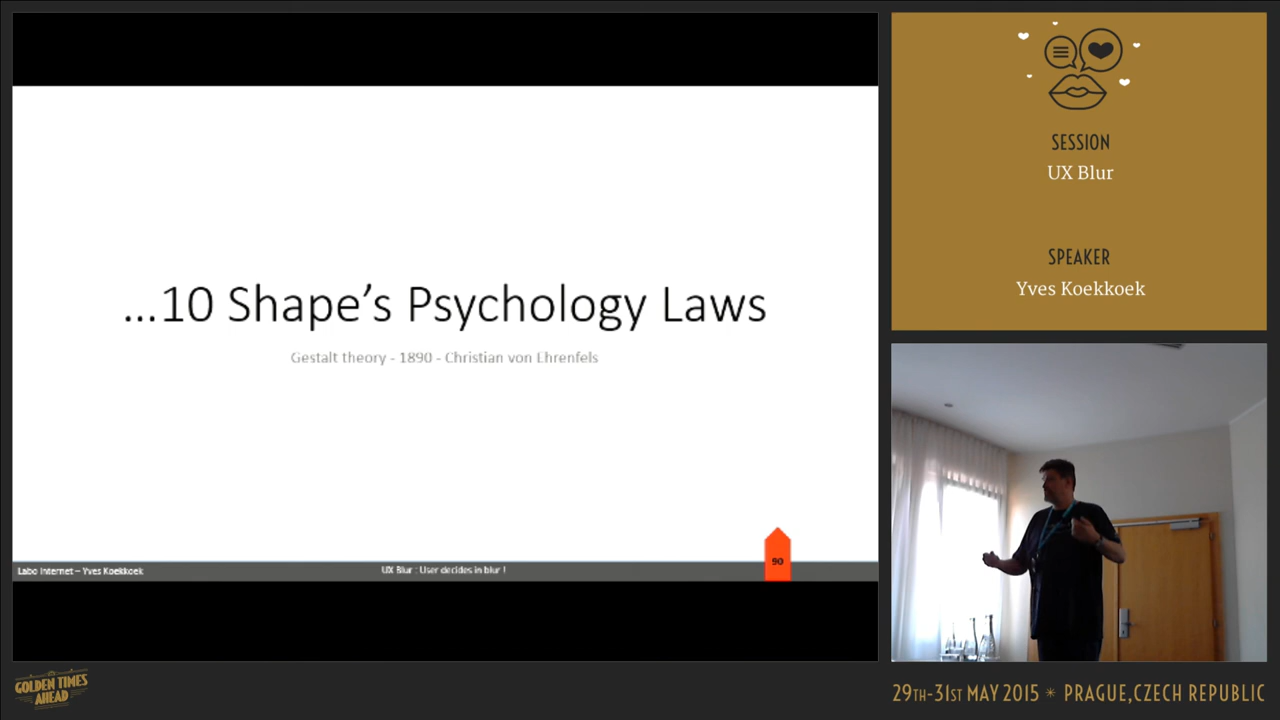 ...10 Shape's Psychology Laws
Gestalt theory - 1890 - Christian von Ehrenfels
90
Labo Internet – Yves Koekkoek
UX Blur : User decides in blur !
SESSION
UX Blur
SPEAKER
Yves Koekkoek
GOLDEN TIMES
AHEAD
29TH-31ST MAY 2015 * PRAGUE, CZECH REPUBLIC